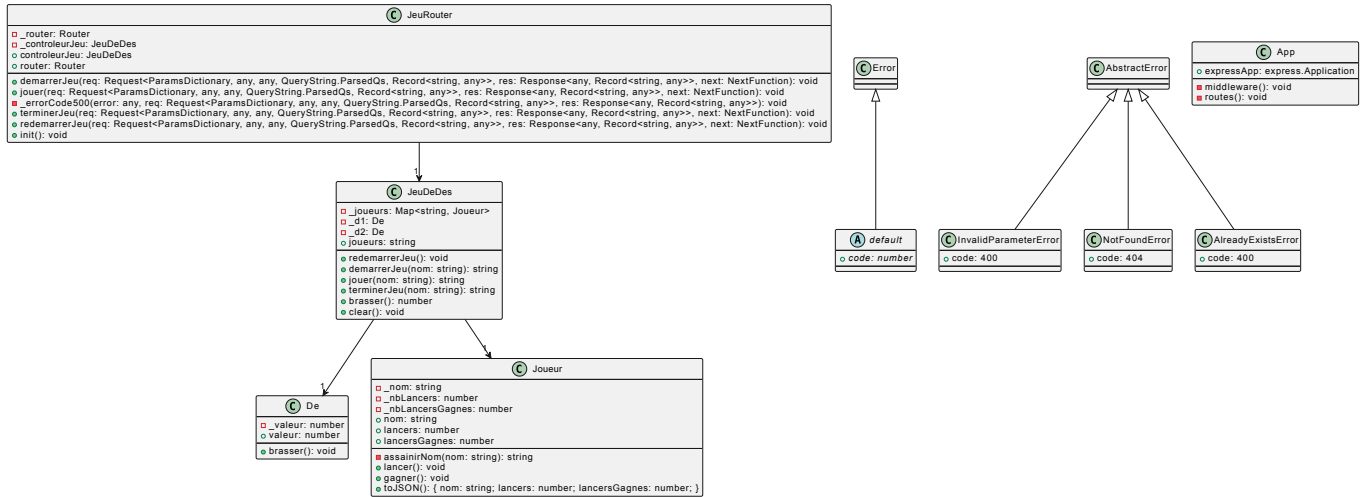 C JeuRouter
_router: Router
_controleurJeu: JeuDeDes
controleurJeu: JeuDeDes
router: Router
demarrerJeu(req: Request<ParamsDictionary, any, any, QueryString.ParsedQs, Record<string, any>>, res: Response<any, Record<string, any>>, next: NextFunction): void
jouer(req: Request<ParamsDictionary, any, any, QueryString.ParsedQs, Record<string, any>>, res: Response<any, Record<string, any>>, next: NextFunction): void
_errorCode500(error: any, req: Request<ParamsDictionary, any, any, QueryString.ParsedQs, Record<string, any>>, res: Response<any, Record<string, any>>): void
terminerJeu(req: Request<ParamsDictionary, any, any, QueryString.ParsedQs, Record<string, any>>, res: Response<any, Record<string, any>>, next: NextFunction): void
redemarrerJeu(req: Request<ParamsDictionary, any, any, QueryString.ParsedQs, Record<string, any>>, res: Response<any, Record<string, any>>, next: NextFunction): void
init(): void
C Error
C AbstractError
C App
expressApp: express.Application
middleware(): void
routes(): void
1
C JeuDeDes
_joueurs: Map<string, Joueur>
_d1: De
_d2: De
joueurs: string
redemarrerJeu(): void
demarrerJeu(nom: string): string
jouer(nom: string): string
terminerJeu(nom: string): string
brasser(): number
clear(): void
A default
code: number
C InvalidParameterError
code: 400
C NotFoundError
code: 404
C AlreadyExistsError
code: 400
1
1
C De
_valeur: number
valeur: number
brasser(): void
C Joueur
_nom: string
_nbLancers: number
_nbLancersGagnes: number
nom: string
lancers: number
lancersGagnes: number
assainirNom(nom: string): string
lancer(): void
gagner(): void
toJSON(): { nom: string; lancers: number; lancersGagnes: number; }